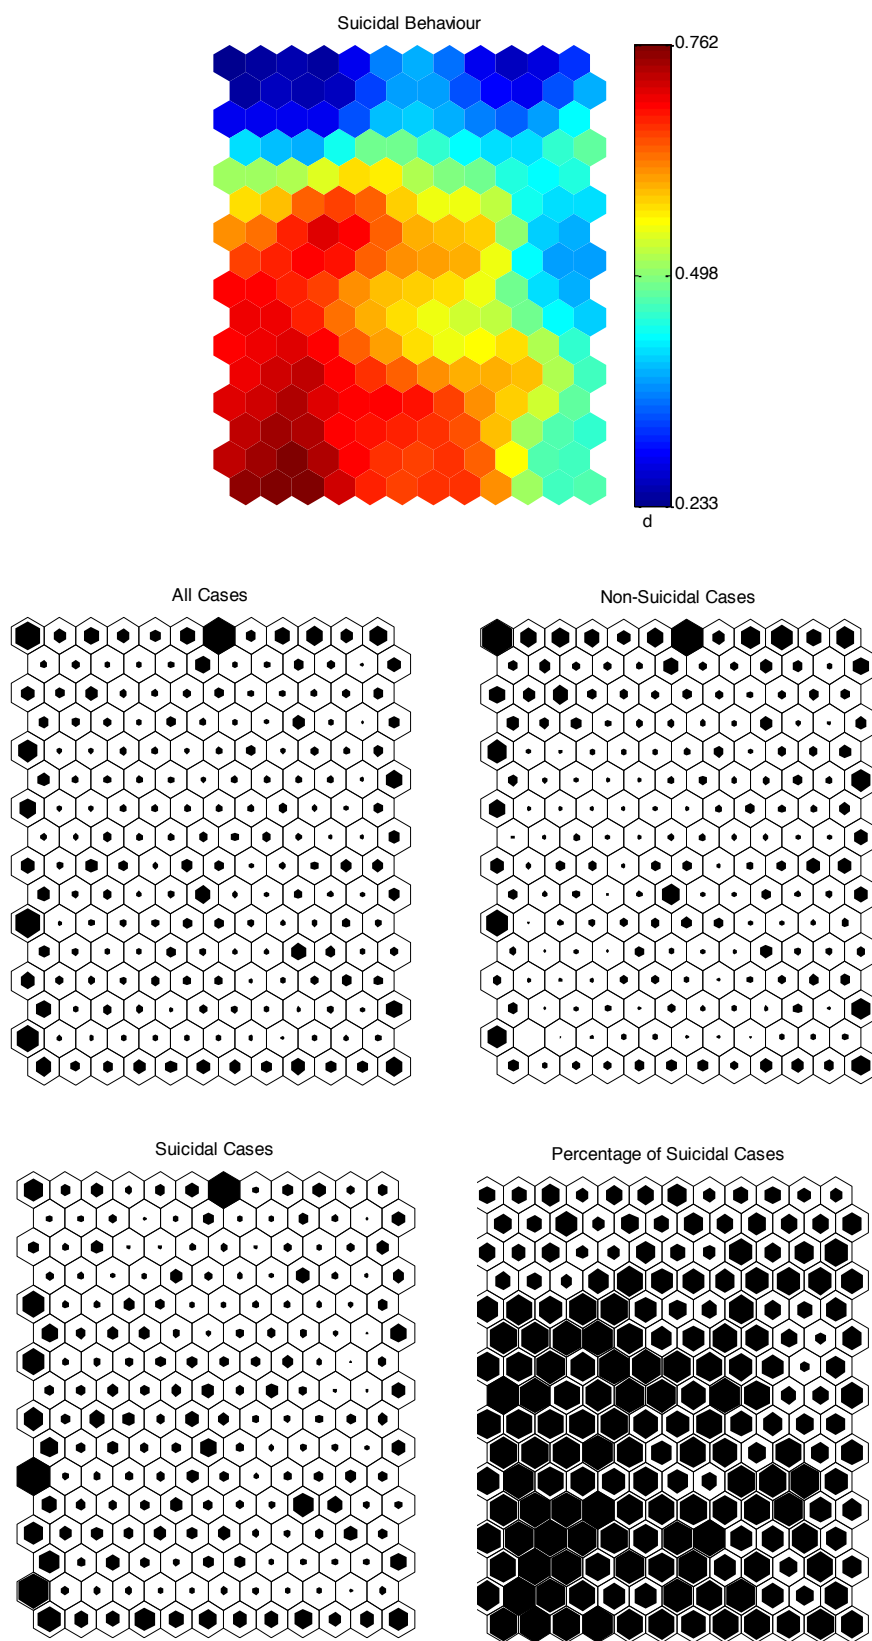 Suicidal Behaviour
0.762
0.498
0.233
d
All Cases
Non-Suicidal Cases
Suicidal Cases
Percentage of Suicidal Cases